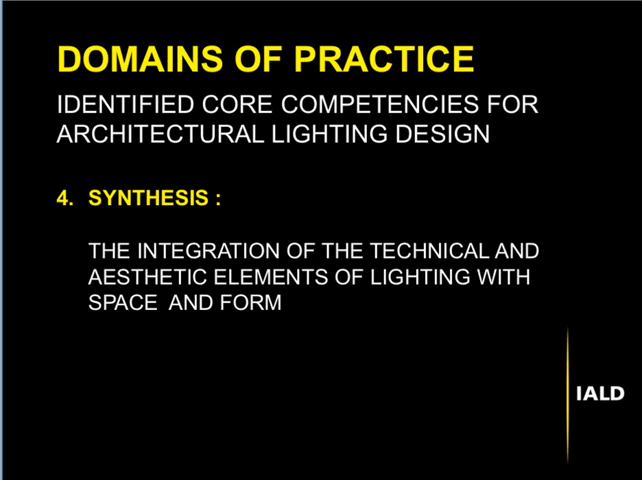 DOMAINS OF PRACTICE
IDENTIFIED CORE COMPETENCIES FOR
ARCHITECTURAL LIGHTING DESIGN
4. SYNTHESIS :
THE INTEGRATION OF THE TECHNICAL AND
AESTHETIC ELEMENTS OF LIGHTING WITH
SPACE AND FORM
IALD